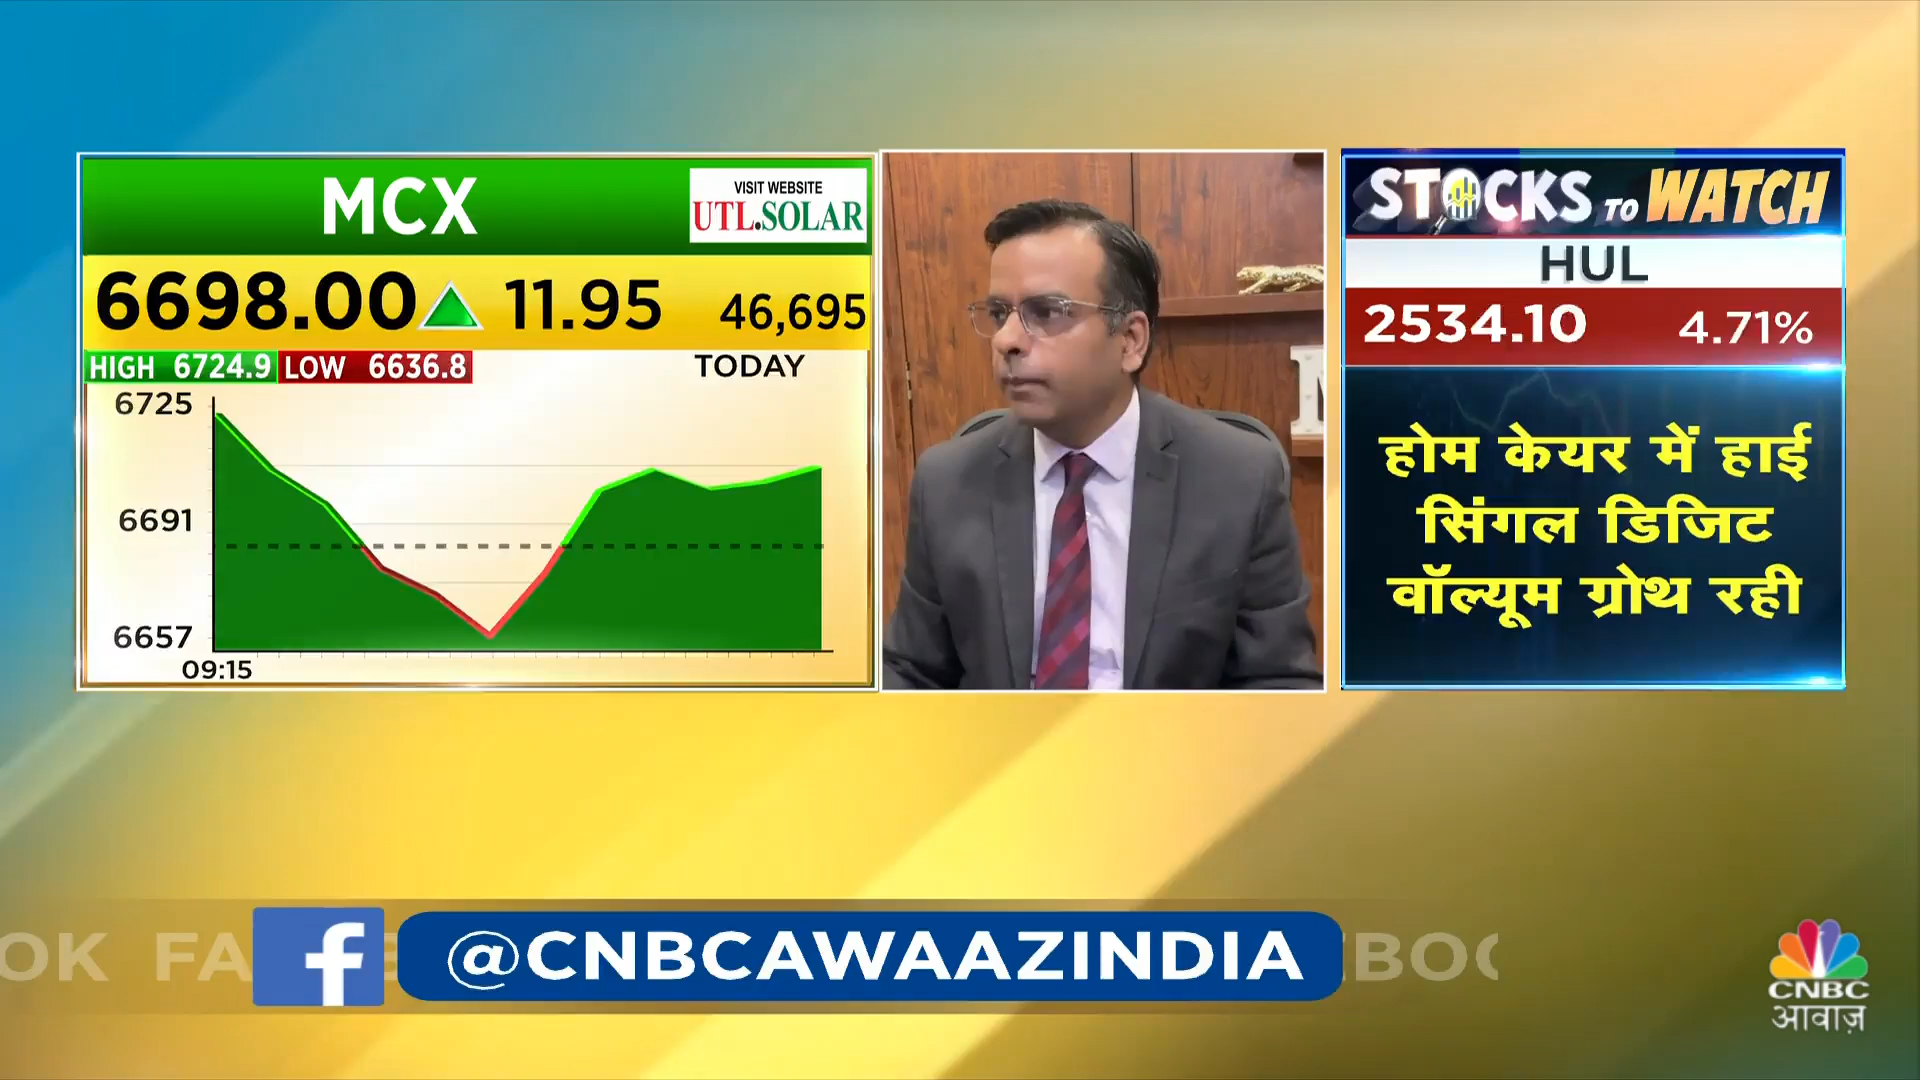 MCX
VISIT WEBSITE
UTL.SOLAR
6698.00 11.95 46,695
HIGH 6724.9 LOW 6636.8 TODAY
6725
6691
6657
09:15
STOCKS TO WATCH
HUL
2534.10 4.71%
होम केयर में हाई
सिंगल डिजिट
वॉल्यूम ग्रोथ रही
@CNBCAWAAZINDIA
CNBC
आवाज़